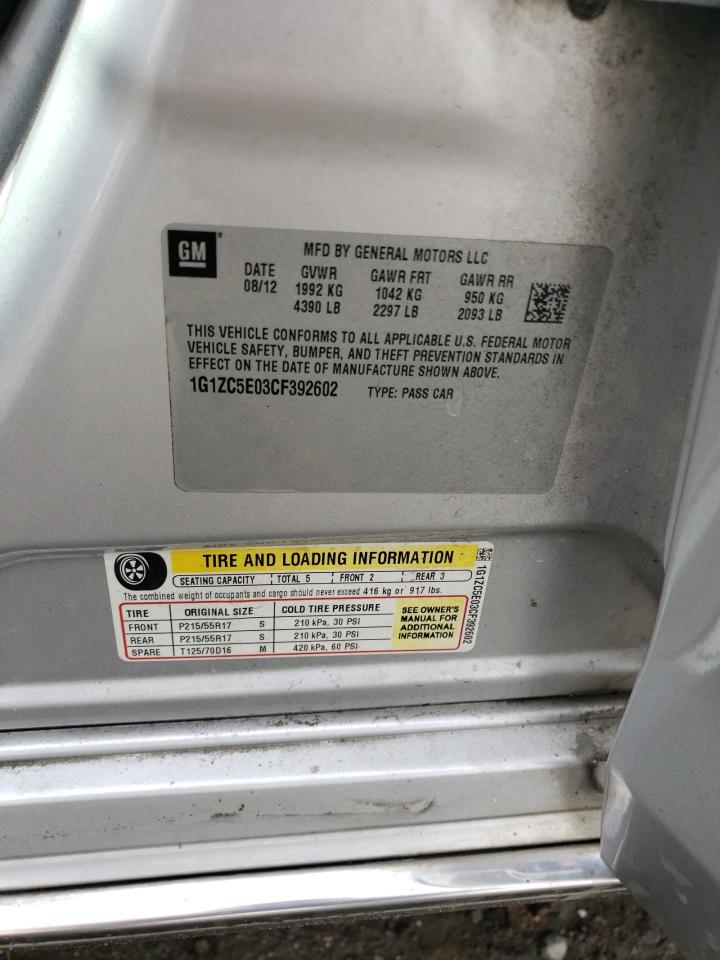 GM
MFD BY GENERAL MOTORS LLC
DATE GVWR GAWR FRT GAWR RR
08/12 1992 KG 1042 KG 950 KG
4390 LB 2297 LB 2093 LB
THIS VEHICLE CONFORMS TO ALL APPLICABLE U.S. FEDERAL MOTOR
VEHICLE SAFETY, BUMPER, AND THEFT PREVENTION STANDARDS IN
EFFECT ON THE DATE OF MANUFACTURE SHOWN ABOVE.
1G1ZC5E03CF392602 TYPE: PASS CAR
TIRE AND LOADING INFORMATION
SEATING CAPACITY TOTAL 5 FRONT 2 REAR 3
The combined weight of occupants and cargo should never exceed 416 kg or 917 lbs.
TIRE ORIGINAL SIZE COLD TIRE PRESSURE
FRONT P215/55R17 S 210 kPa, 30 PSI
REAR P215/55R17 S 210 kPa, 30 PSI
SPARE T125/70D16 M 420 kPa, 60 PSI
SEE OWNER'S
MANUAL FOR
ADDITIONAL
INFORMATION
1G1ZC5E03CF392602